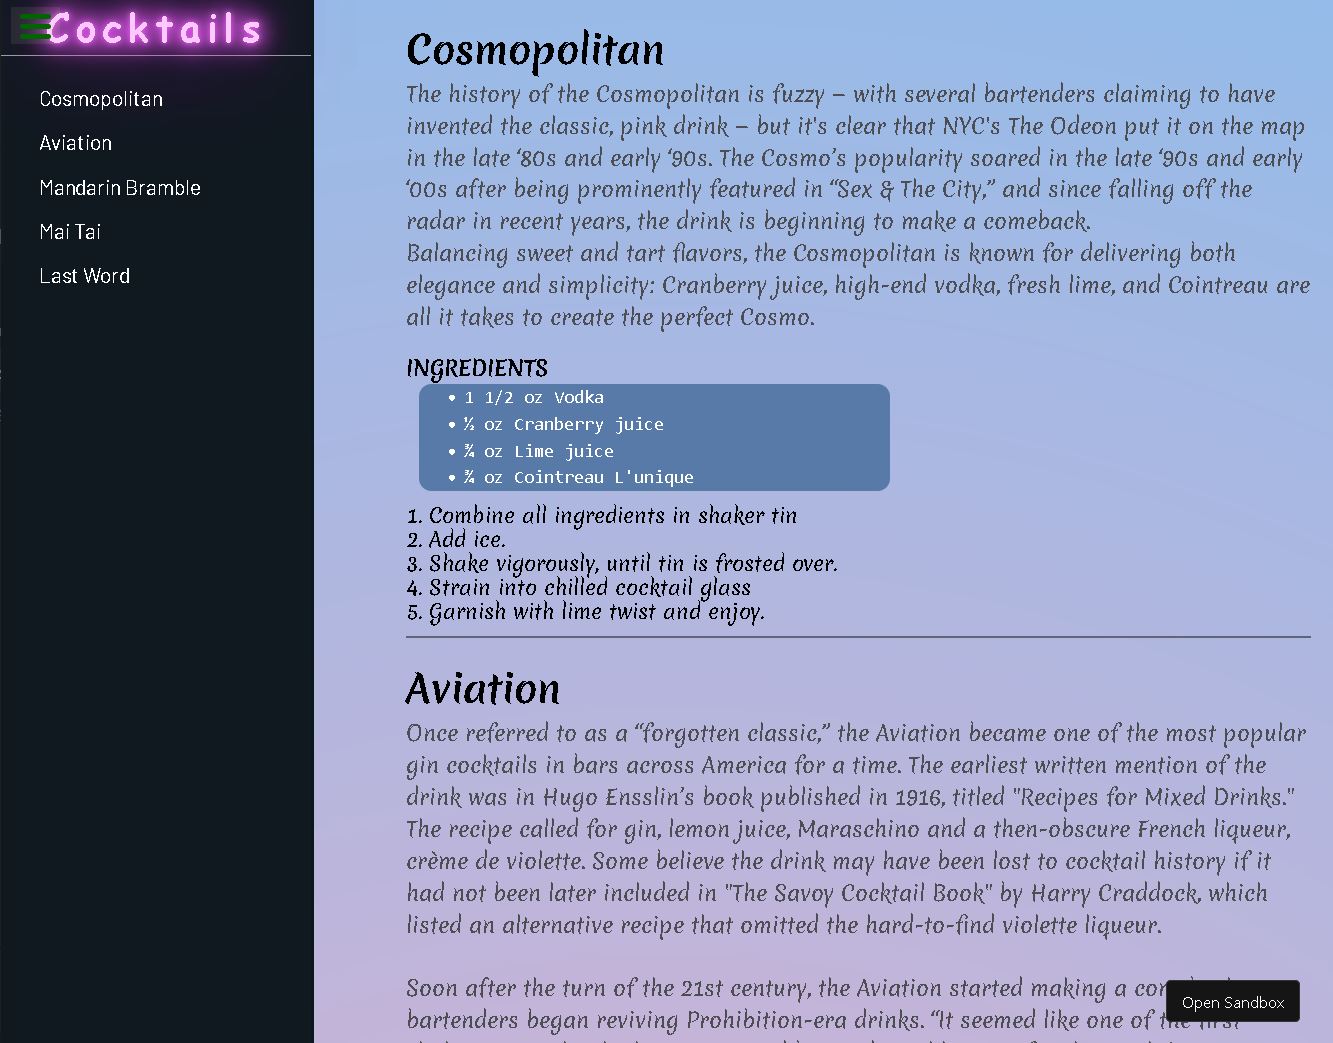 Cocktails
Cosmopolitan
Aviation
Mandarin Bramble
Mai Tai
Last Word
Cosmopolitan
The history of the Cosmopolitan is fuzzy – with several bartenders claiming to have
invented the classic, pink drink – but it's clear that NYC's The Odeon put it on the map
in the late ‘80s and early ‘90s. The Cosmo’s popularity soared in the late ‘90s and early
‘00s after being prominently featured in “Sex & The City,” and since falling off the
radar in recent years, the drink is beginning to make a comeback.
Balancing sweet and tart flavors, the Cosmopolitan is known for delivering both
elegance and simplicity: Cranberry juice, high-end vodka, fresh lime, and Cointreau are
all it takes to create the perfect Cosmo.
INGREDIENTS
• 1 1/2 oz Vodka
• ½ oz Cranberry juice
• ¾ oz Lime juice
• ¾ oz Cointreau L'unique
1. Combine all ingredients in shaker tin
2. Add ice.
3. Shake vigorously, until tin is frosted over.
4. Strain into chilled cocktail glass
5. Garnish with lime twist and enjoy.
Aviation
Once referred to as a “forgotten classic,” the Aviation became one of the most popular
gin cocktails in bars across America for a time. The earliest written mention of the
drink was in Hugo Ensslin’s book published in 1916, titled "Recipes for Mixed Drinks."
The recipe called for gin, lemon juice, Maraschino and a then-obscure French liqueur,
crème de violette. Some believe the drink may have been lost to cocktail history if it
had not been later included in "The Savoy Cocktail Book" by Harry Craddock, which
listed an alternative recipe that omitted the hard-to-find violette liqueur.
Soon after the turn of the 21st century, the Aviation started making a
bartenders began reviving Prohibition-era drinks. “It seemed like one of the first
Open Sandbox